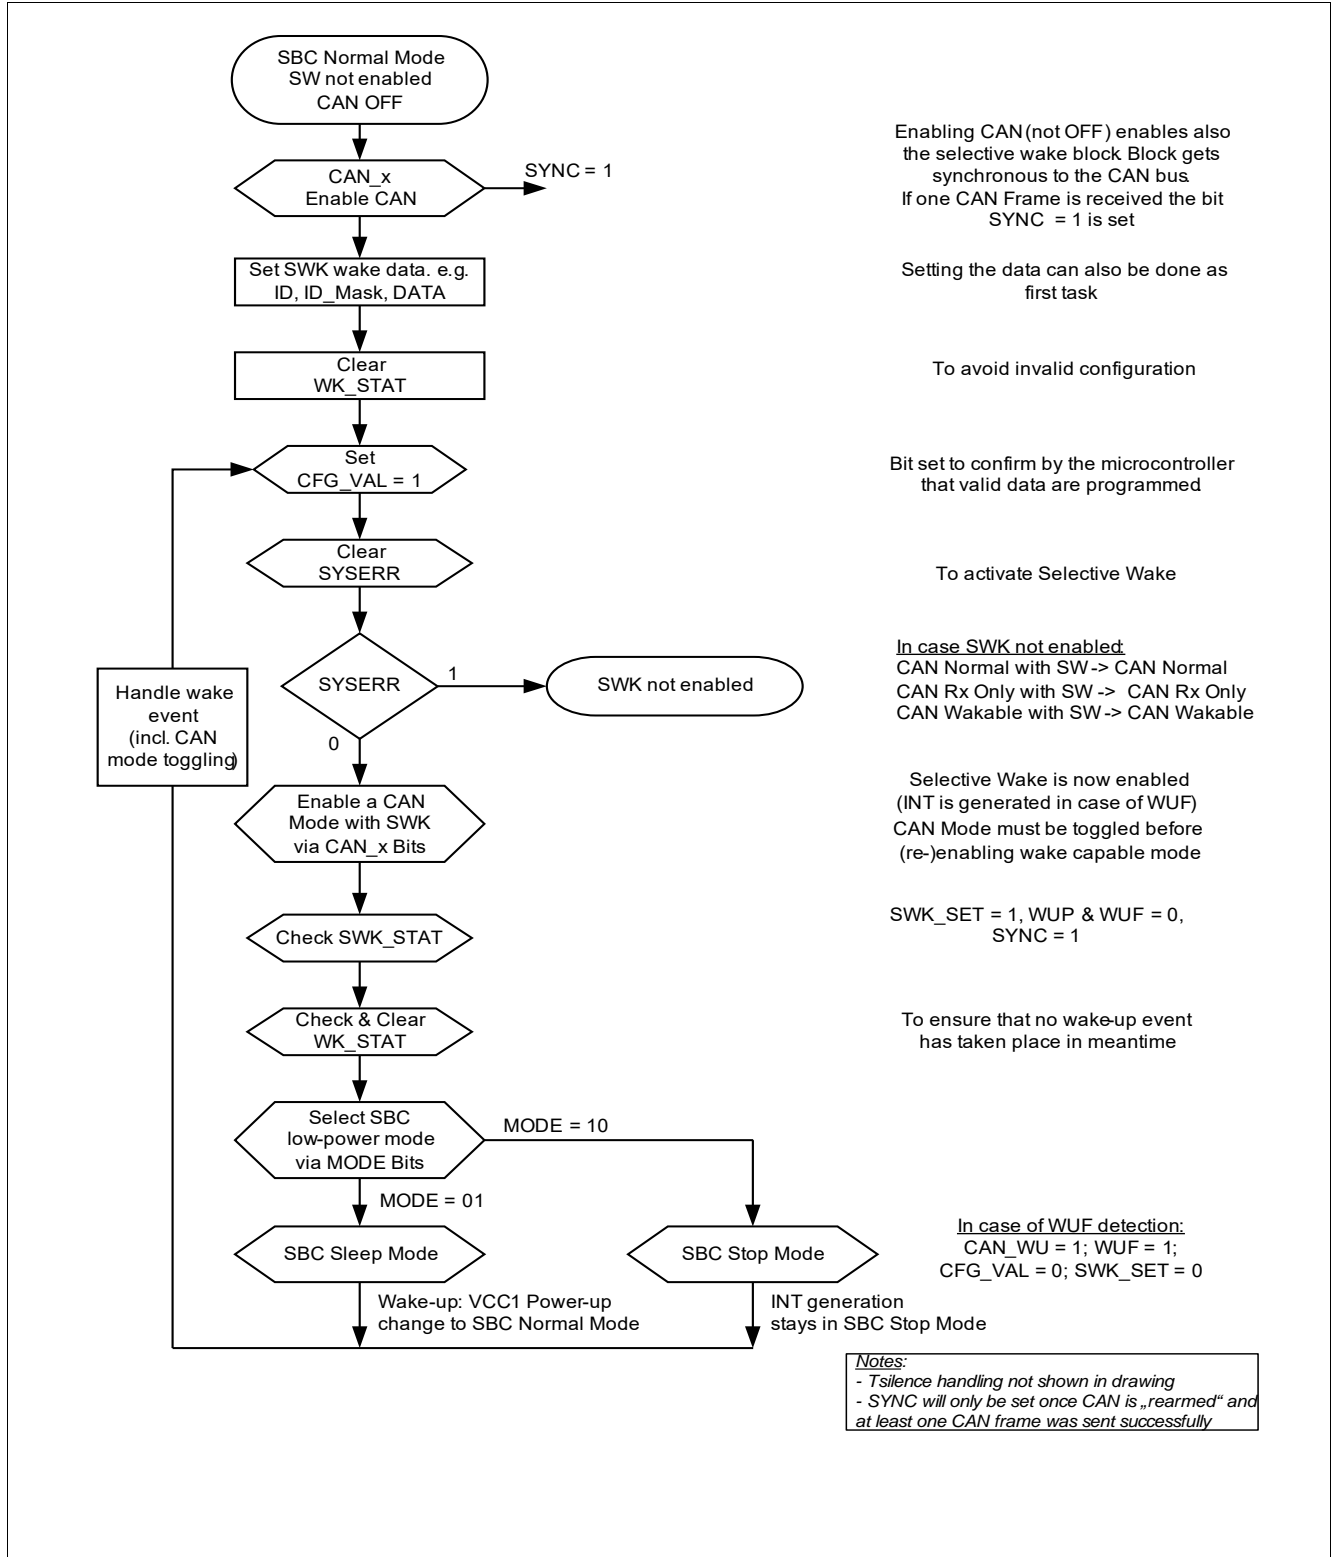 SBC Normal Mode
SW not enabled
CAN OFF
CAN_x
Enable CAN
SYNC = 1
Enabling CAN (not OFF) enables also
the selective wake block. Block gets
synchronous to the CAN bus.
If one CAN Frame is received the bit
SYNC = 1 is set
Set SWK wake data. e.g.
ID, ID_Mask, DATA
Setting the data can also be done as
first task
Clear
WK_STAT
To avoid invalid configuration
Set
CFG_VAL = 1
Bit set to confirm by the microcontroller
that valid data are programmed.
Clear
SYSERR
To activate Selective Wake
SYSERR
1
0
SWK not enabled
In case SWK not enabled:
CAN Normal with SW -> CAN Normal
CAN Rx Only with SW -> CAN Rx Only
CAN Wakable with SW -> CAN Wakable
Handle wake
event
(incl. CAN
mode toggling)
Enable a CAN
Mode with SWK
via CAN_x Bits
Selective Wake is now enabled
(INT is generated in case of WUF)
CAN Mode must be toggled before
(re-)enabling wake capable mode
Check SWK_STAT
SWK_SET = 1, WUP & WUF = 0,
SYNC = 1
Check & Clear
WK_STAT
To ensure that no wake-up event
has taken place in meantime
Select SBC
low-power mode
via MODE Bits
MODE = 10
MODE = 01
SBC Sleep Mode
SBC Stop Mode
In case of WUF detection:
CAN_WU = 1; WUF = 1;
CFG_VAL = 0; SWK_SET = 0
Wake-up: VCC1 Power-up
change to SBC Normal Mode
INT generation
stays in SBC Stop Mode
Notes:
- Tsilence handling not shown in drawing
- SYNC will only be set once CAN is „rearmed“ and
at least one CAN frame was sent successfully